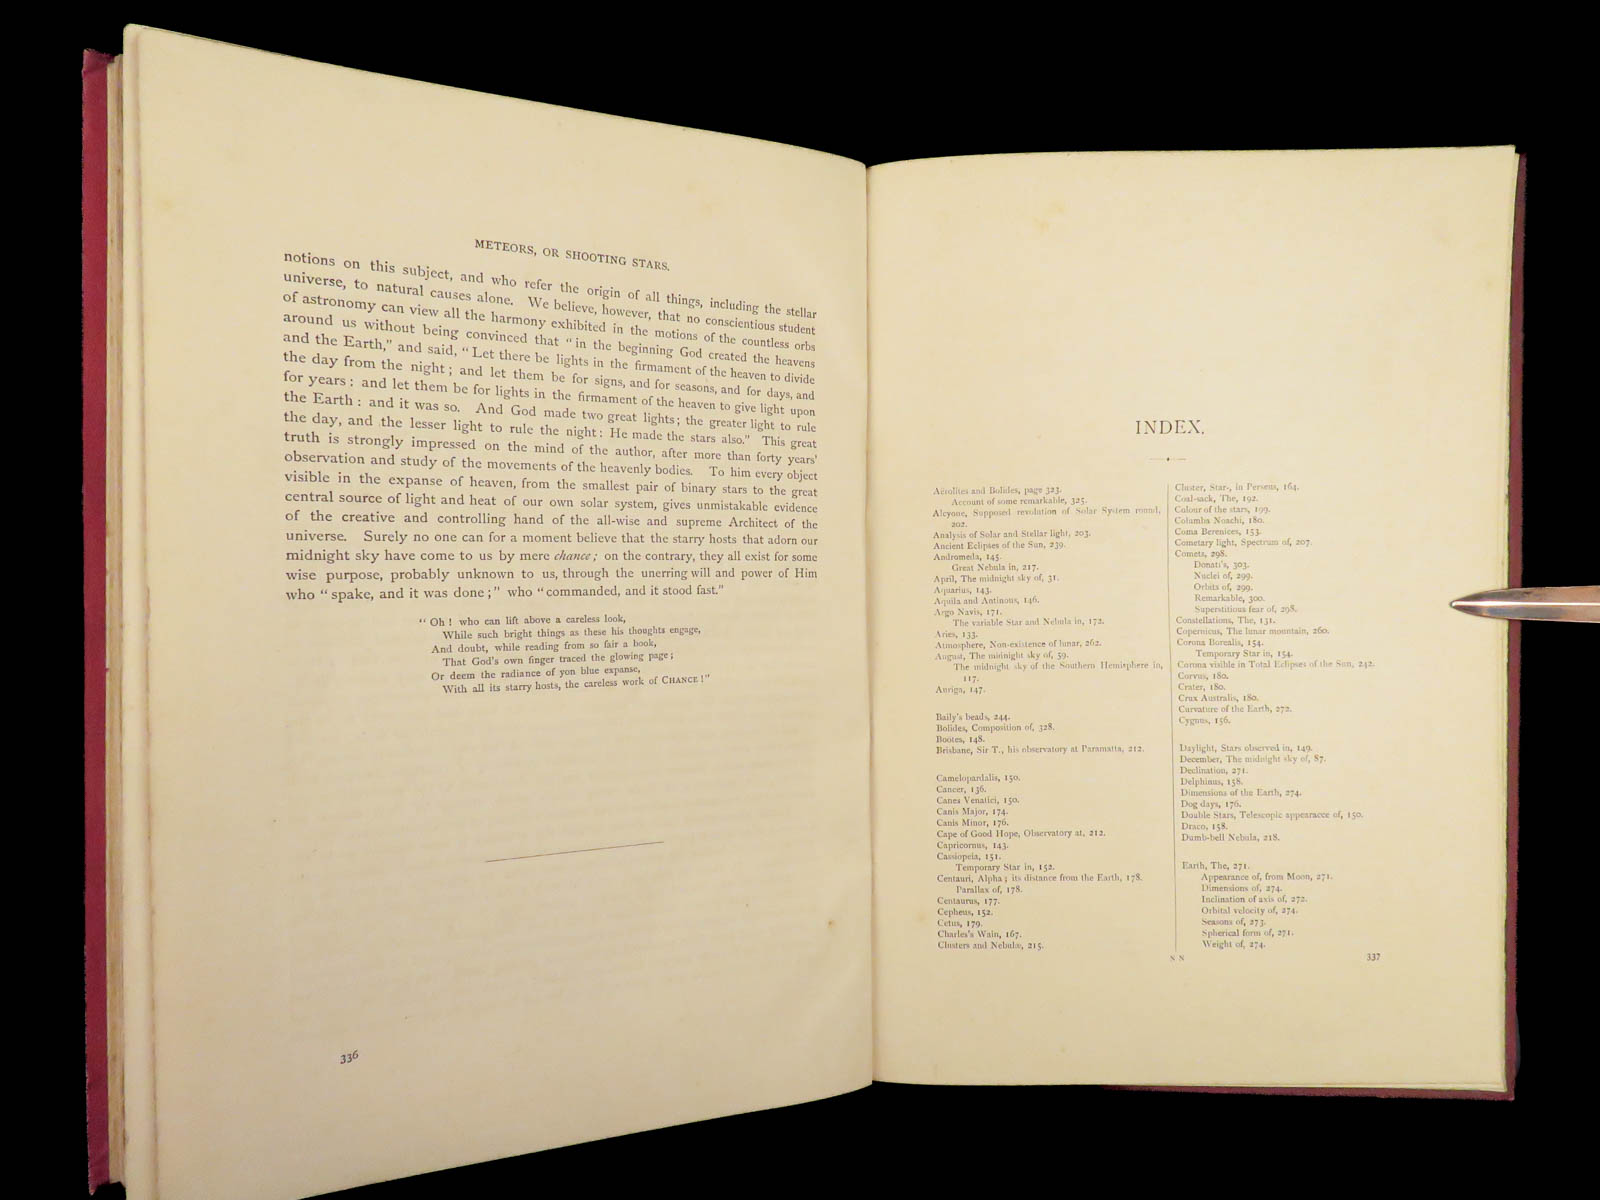 METEORS, OR SHOOTING STARS.
notions on this subject, and who refer the origin of all things, including the stellar
universe, to natural causes alone. We believe, however, that no conscientious student
of astronomy can view all the harmony exhibited in the motions of the countless orbs
around us without being convinced that "in the beginning God created the heavens
and the Earth," and said, "Let there be lights in the firmament of the heaven to divide
the day from the night; and let them be for signs, and for seasons, and for days, and
for years: and let them be for lights in the firmament of the heaven to give light upon
the Earth: and it was so. And God made two great lights; the greater light to rule
the day, and the lesser light to rule the night: He made the stars also." This great
truth is strongly impressed on the mind of the author, after more than forty years'
observation and study of the movements of the heavenly bodies. To him every object
visible in the expanse of heaven, from the smallest pair of binary stars to the great
central source of light and heat of our own solar system, gives unmistakable evidence
of the creative and controlling hand of the all-wise and supreme Architect of the
universe. Surely no one can for a moment believe that the starry hosts that adorn our
midnight sky have come to us by mere chance; on the contrary, they all exist for some
wise purpose, probably unknown to us, through the unerring will and power of Him
who "spake, and it was done;" who "commanded, and it stood fast."
"Oh! who can lift above a careless look,
While such bright things as these his thoughts engage,
And doubt, while reading from so fair a book,
That God's own finger traced the glowing page;
Or deem the radiance of yon blue expanse,
With all its starry hosts, the careless work of CHANCE!"
336
INDEX.
Aërolites and Bolides, page 323.
Account of some remarkable, 325.
Alcyone, Supposed revolution of Solar System round,
202.
Analysis of Solar and Stellar light, 203.
Ancient Eclipses of the Sun, 239.
Andromeda, 145.
Great Nebula in, 217.
April, The midnight sky of, 31.
Aquarius, 143.
Aquila and Antinous, 146.
Argo Navis, 171.
The variable Star and Nebula in, 172.
Aries, 133.
Atmosphere, Non-existence of lunar, 262.
August, The midnight sky of, 59.
The midnight sky of the Southern Hemisphere in,
117.
Auriga, 147.
Baily's beads, 244.
Bolides, Composition of, 328.
Bootes, 148.
Brisbane, Sir T., his observatory at Paramatta, 212.
Camelopardalis, 150.
Cancer, 136.
Canes Venatici, 150.
Canis Major, 174.
Canis Minor, 176.
Cape of Good Hope, Observatory at, 212.
Capricornus, 143.
Cassiopeia, 151.
Temporary Star in, 152.
Centauri, Alpha; its distance from the Earth, 178.
Parallax of, 178.
Centaurus, 177.
Cepheus, 152.
Cetus, 179.
Charles's Wain, 167.
Clusters and Nebulæ, 215.
Cluster, Star-, in Perseus, 164.
Coal-sack, The, 192.
Colour of the stars, 199.
Columba Noachi, 180.
Coma Berenices, 153.
Cometary light, Spectrum of, 207.
Comets, 298.
Donati's, 303.
Nuclei of, 299.
Orbits of, 299.
Remarkable, 300.
Superstitious fear of, 298.
Constellations, The, 131.
Copernicus, The lunar mountain, 260.
Corona Borealis, 154.
Temporary Star in, 154.
Corona visible in Total Eclipses of the Sun, 242.
Corvus, 180.
Crater, 180.
Crux Australis, 180.
Curvature of the Earth, 272.
Cygnus, 156.
Daylight, Stars observed in, 149.
December, The midnight sky of, 87.
Declination, 271.
Delphinus, 158.
Dimensions of the Earth, 274.
Dog days, 176.
Double Stars, Telescopic appearance of, 150.
Draco, 158.
Dumb-bell Nebula, 218.
Earth, The, 271.
Appearance of, from Moon, 271.
Dimensions of, 274.
Inclination of axis of, 272.
Orbital velocity of, 274.
Seasons of, 273.
Spherical form of, 271.
Weight of, 274.
N N
337